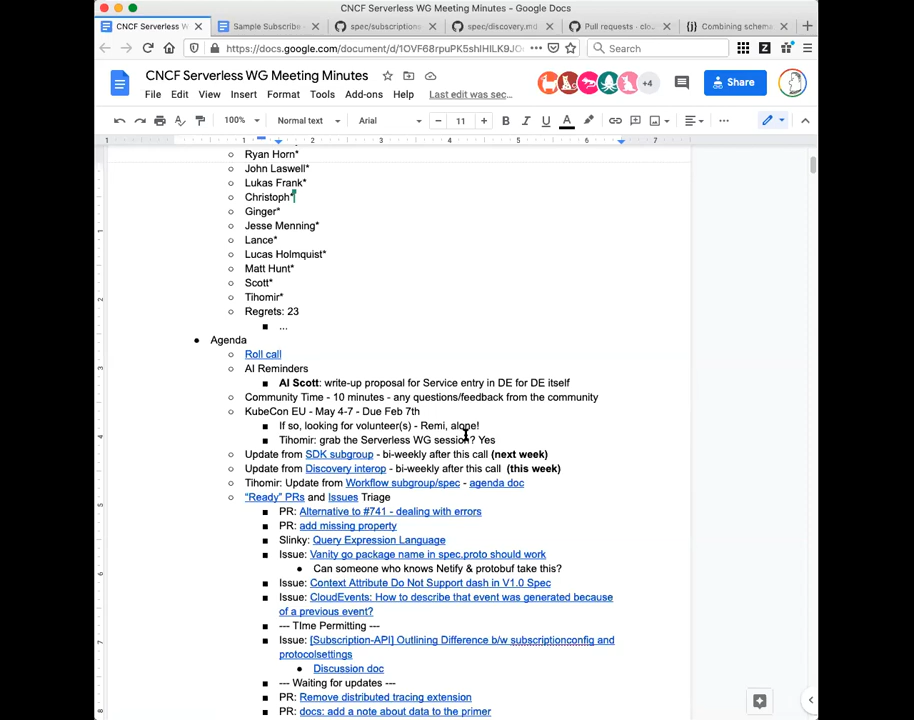 CNCF Serverless WG Meeting Minutes - Google Docs
CNCF Serverless W
Sample Subscribe
spec/subscriptions
spec/discovery.md
Pull requests · clo
Combining schema
Search
CNCF Serverless WG Meeting Minutes
File Edit View Insert Format Tools Add-ons Help Last edit was sec...
+4
Share
100% Normal text Arial 11
1 1 2 3 4 5 6 7
Ryan Horn*
John Laswell*
Lukas Frank*
Christoph*
Ginger*
Jesse Menning*
Lance*
Lucas Holmquist*
Matt Hunt*
Scott*
Tihomir*
Regrets: 23
...
Agenda
Roll call
AI Reminders
AI Scott: write-up proposal for Service entry in DE for DE itself
Community Time - 10 minutes - any questions/feedback from the community
KubeCon EU - May 4-7 - Due Feb 7th
If so, looking for volunteer(s) - Remi, alone!
Tihomir: grab the Serverless WG session? Yes
Update from SDK subgroup - bi-weekly after this call (next week)
Update from Discovery interop - bi-weekly after this call (this week)
Tihomir: Update from Workflow subgroup/spec - agenda doc
“Ready” PRs and Issues Triage
PR: Alternative to #741 - dealing with errors
PR: add missing property
Slinky: Query Expression Language
Issue: Vanity go package name in spec.proto should work
Can someone who knows Netify & protobuf take this?
Issue: Context Attribute Do Not Support dash in V1.0 Spec
Issue: CloudEvents: How to describe that event was generated because
of a previous event?
--- TIme Permitting ---
Issue: [Subscription-API] Outlining Difference b/w subscriptionconfig and
protocolsettings
Discussion doc
--- Waiting for updates ---
PR: Remove distributed tracing extension
PR: docs: add a note about data to the primer